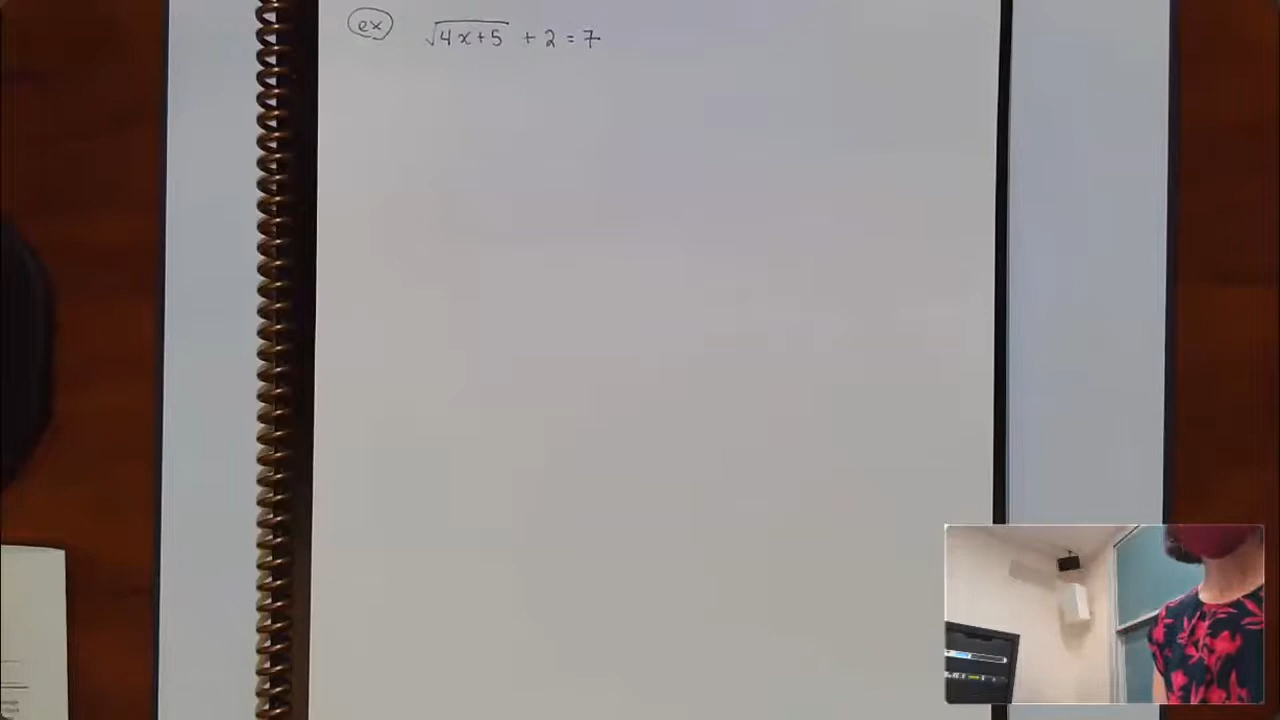 ex √4x+5 + 2 = 7